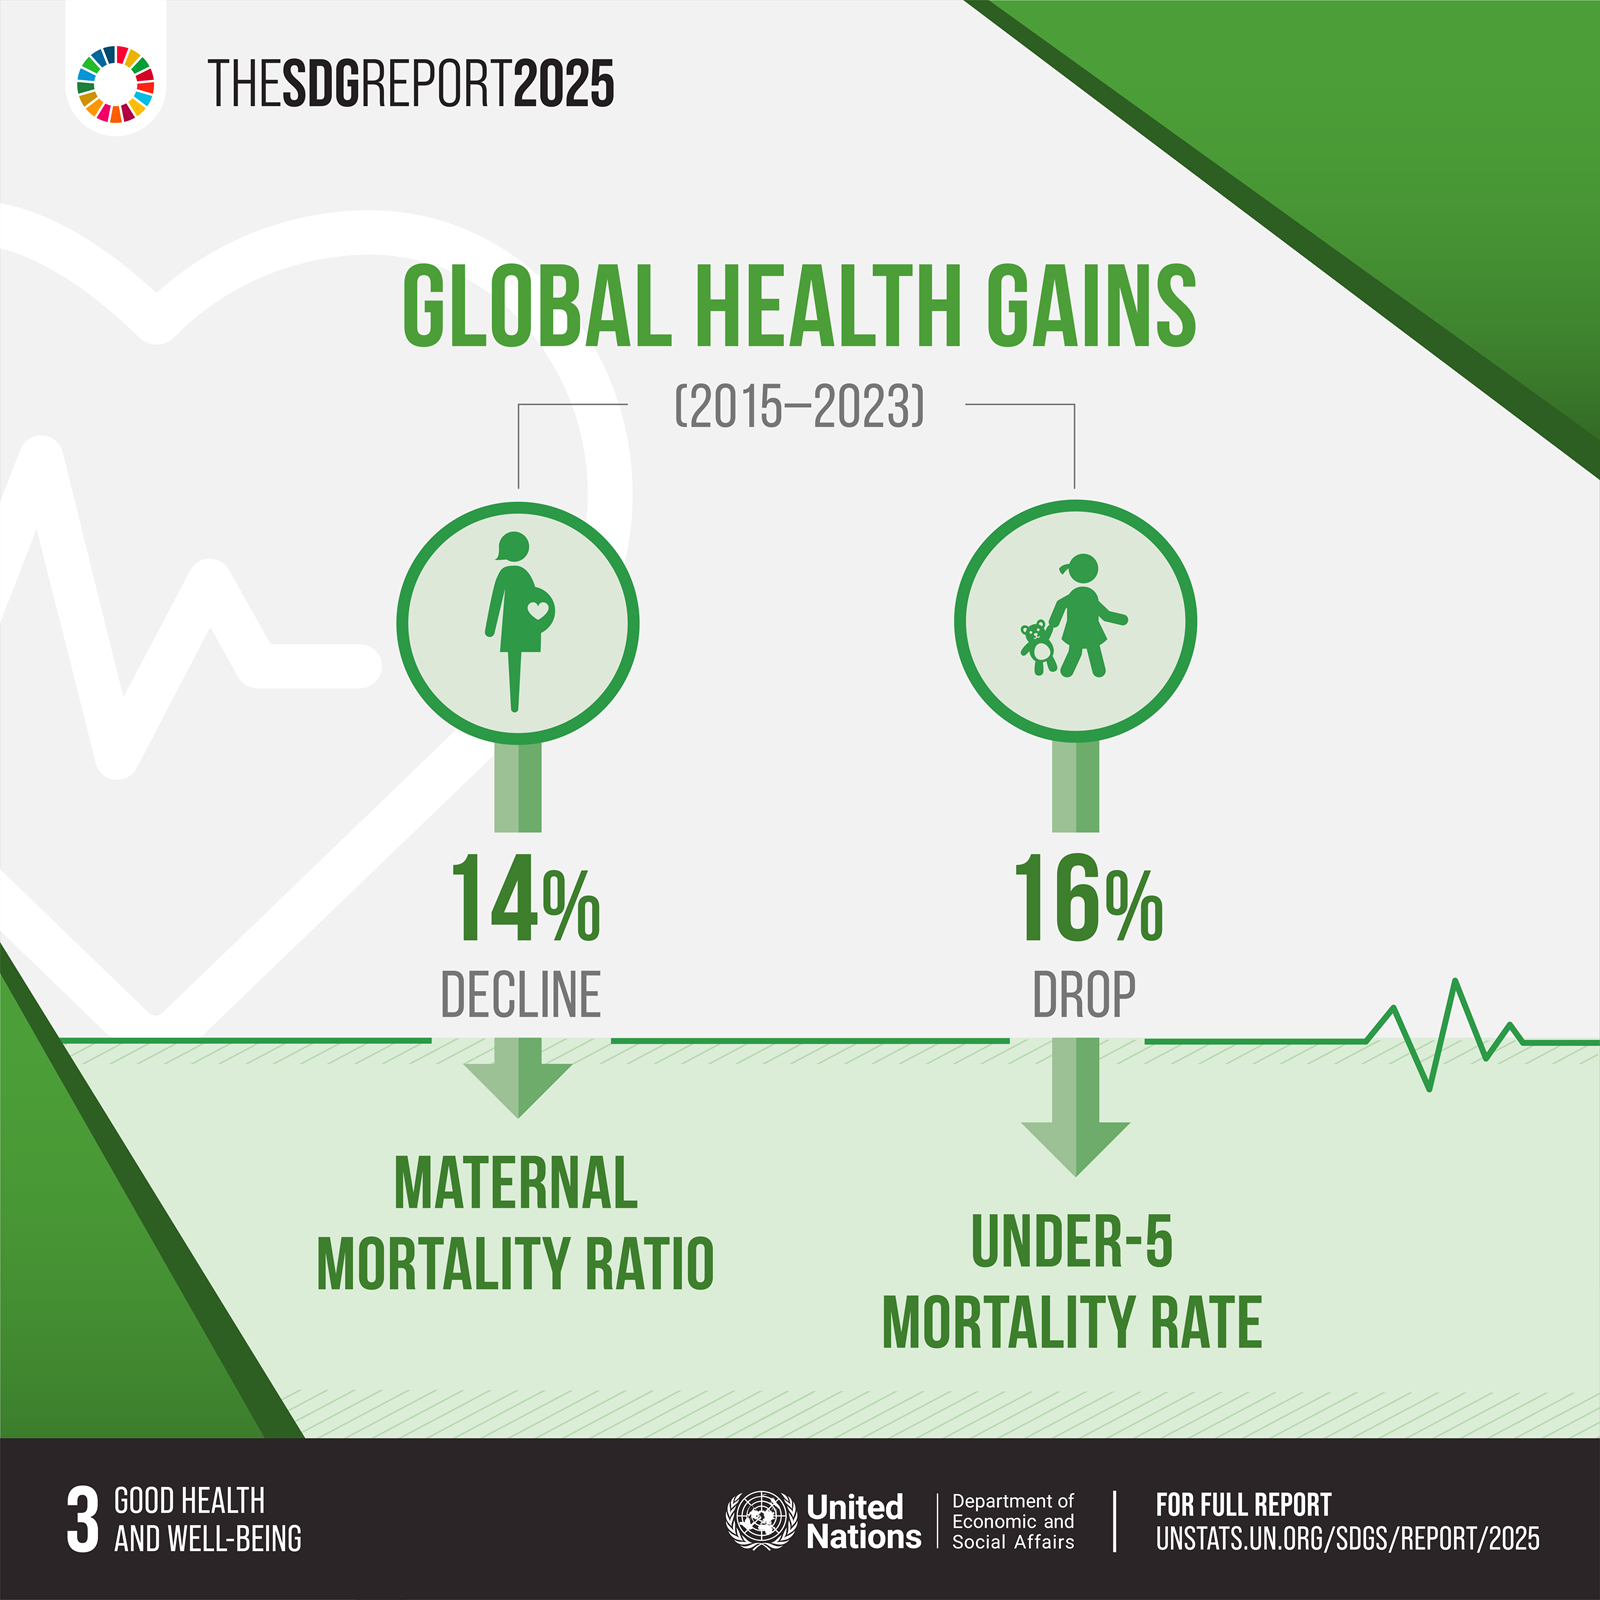 THESDGREPORT2025
GLOBAL HEALTH GAINS
(2015–2023)
14%
DECLINE
MATERNAL
MORTALITY RATIO
16%
DROP
UNDER-5
MORTALITY RATE
3
GOOD HEALTH
AND WELL-BEING
United
Nations
Department of
Economic and
Social Affairs
FOR FULL REPORT
UNSTATS.UN.ORG/SDGS/REPORT/2025